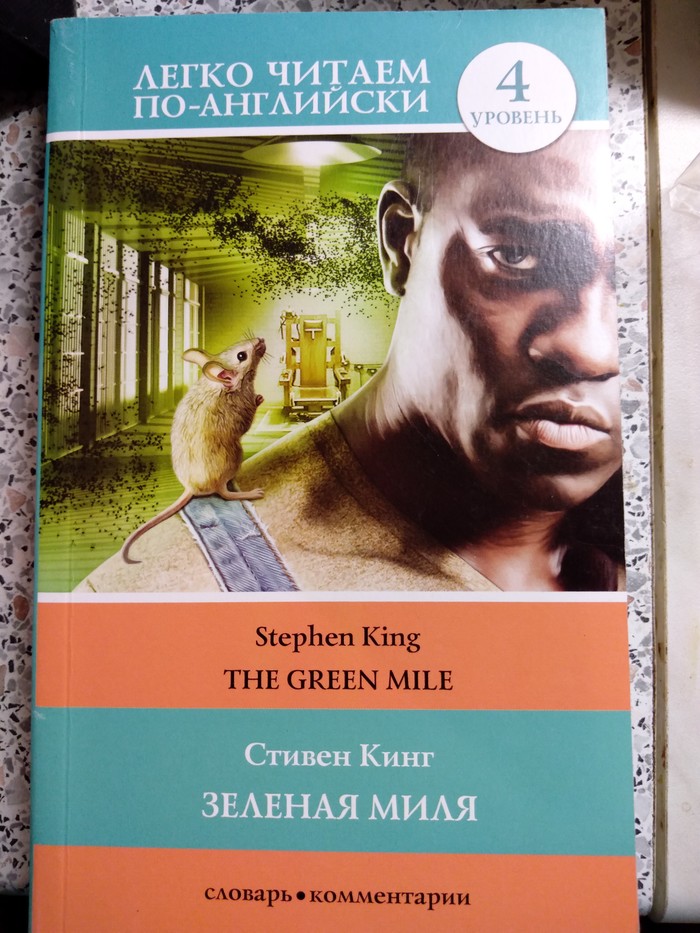 ЛЕГКО ЧИТАЕМ
ПО-АНГЛИЙСКИ
4
УРОВЕНЬ
Stephen King
THE GREEN MILE
Стивен Кинг
ЗЕЛЕНАЯ МИЛЯ
словарь•комментарии